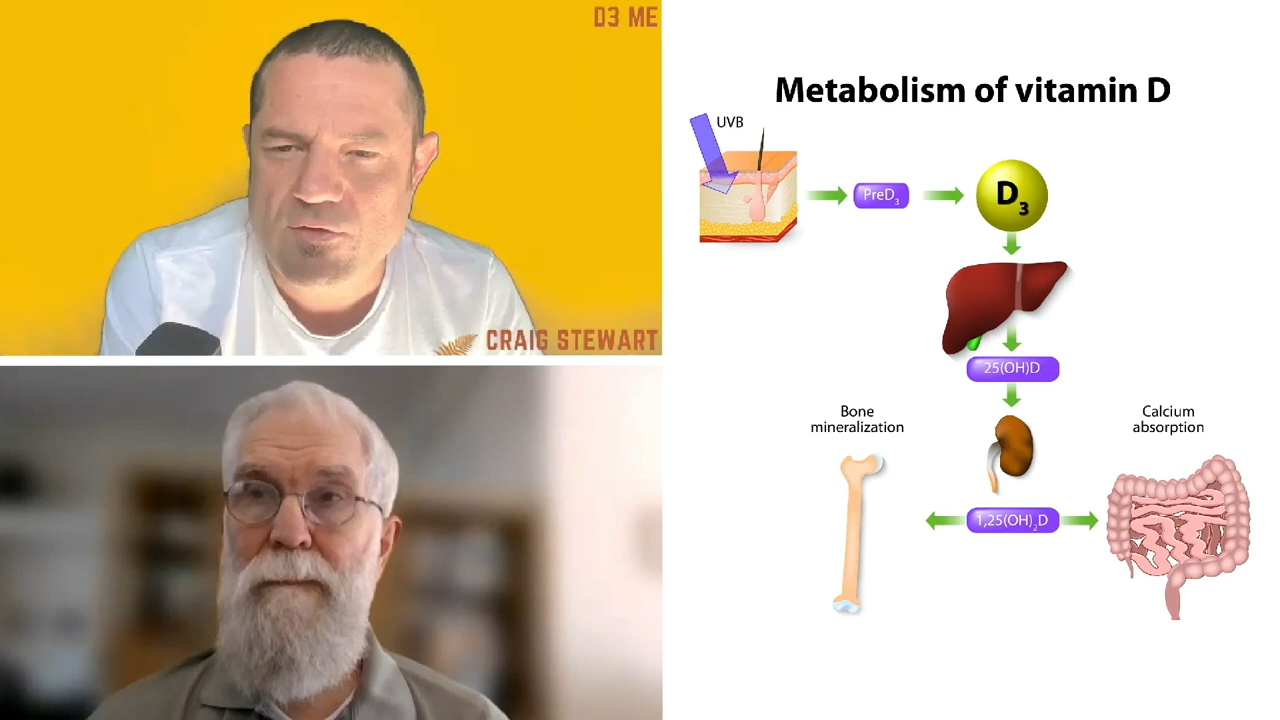 D3 ME
CRAIG STEWART
Metabolism of vitamin D
UVB
PreD₃
D₃
25(OH)D
Bone
mineralization
Calcium
absorption
1,25(OH)₂D